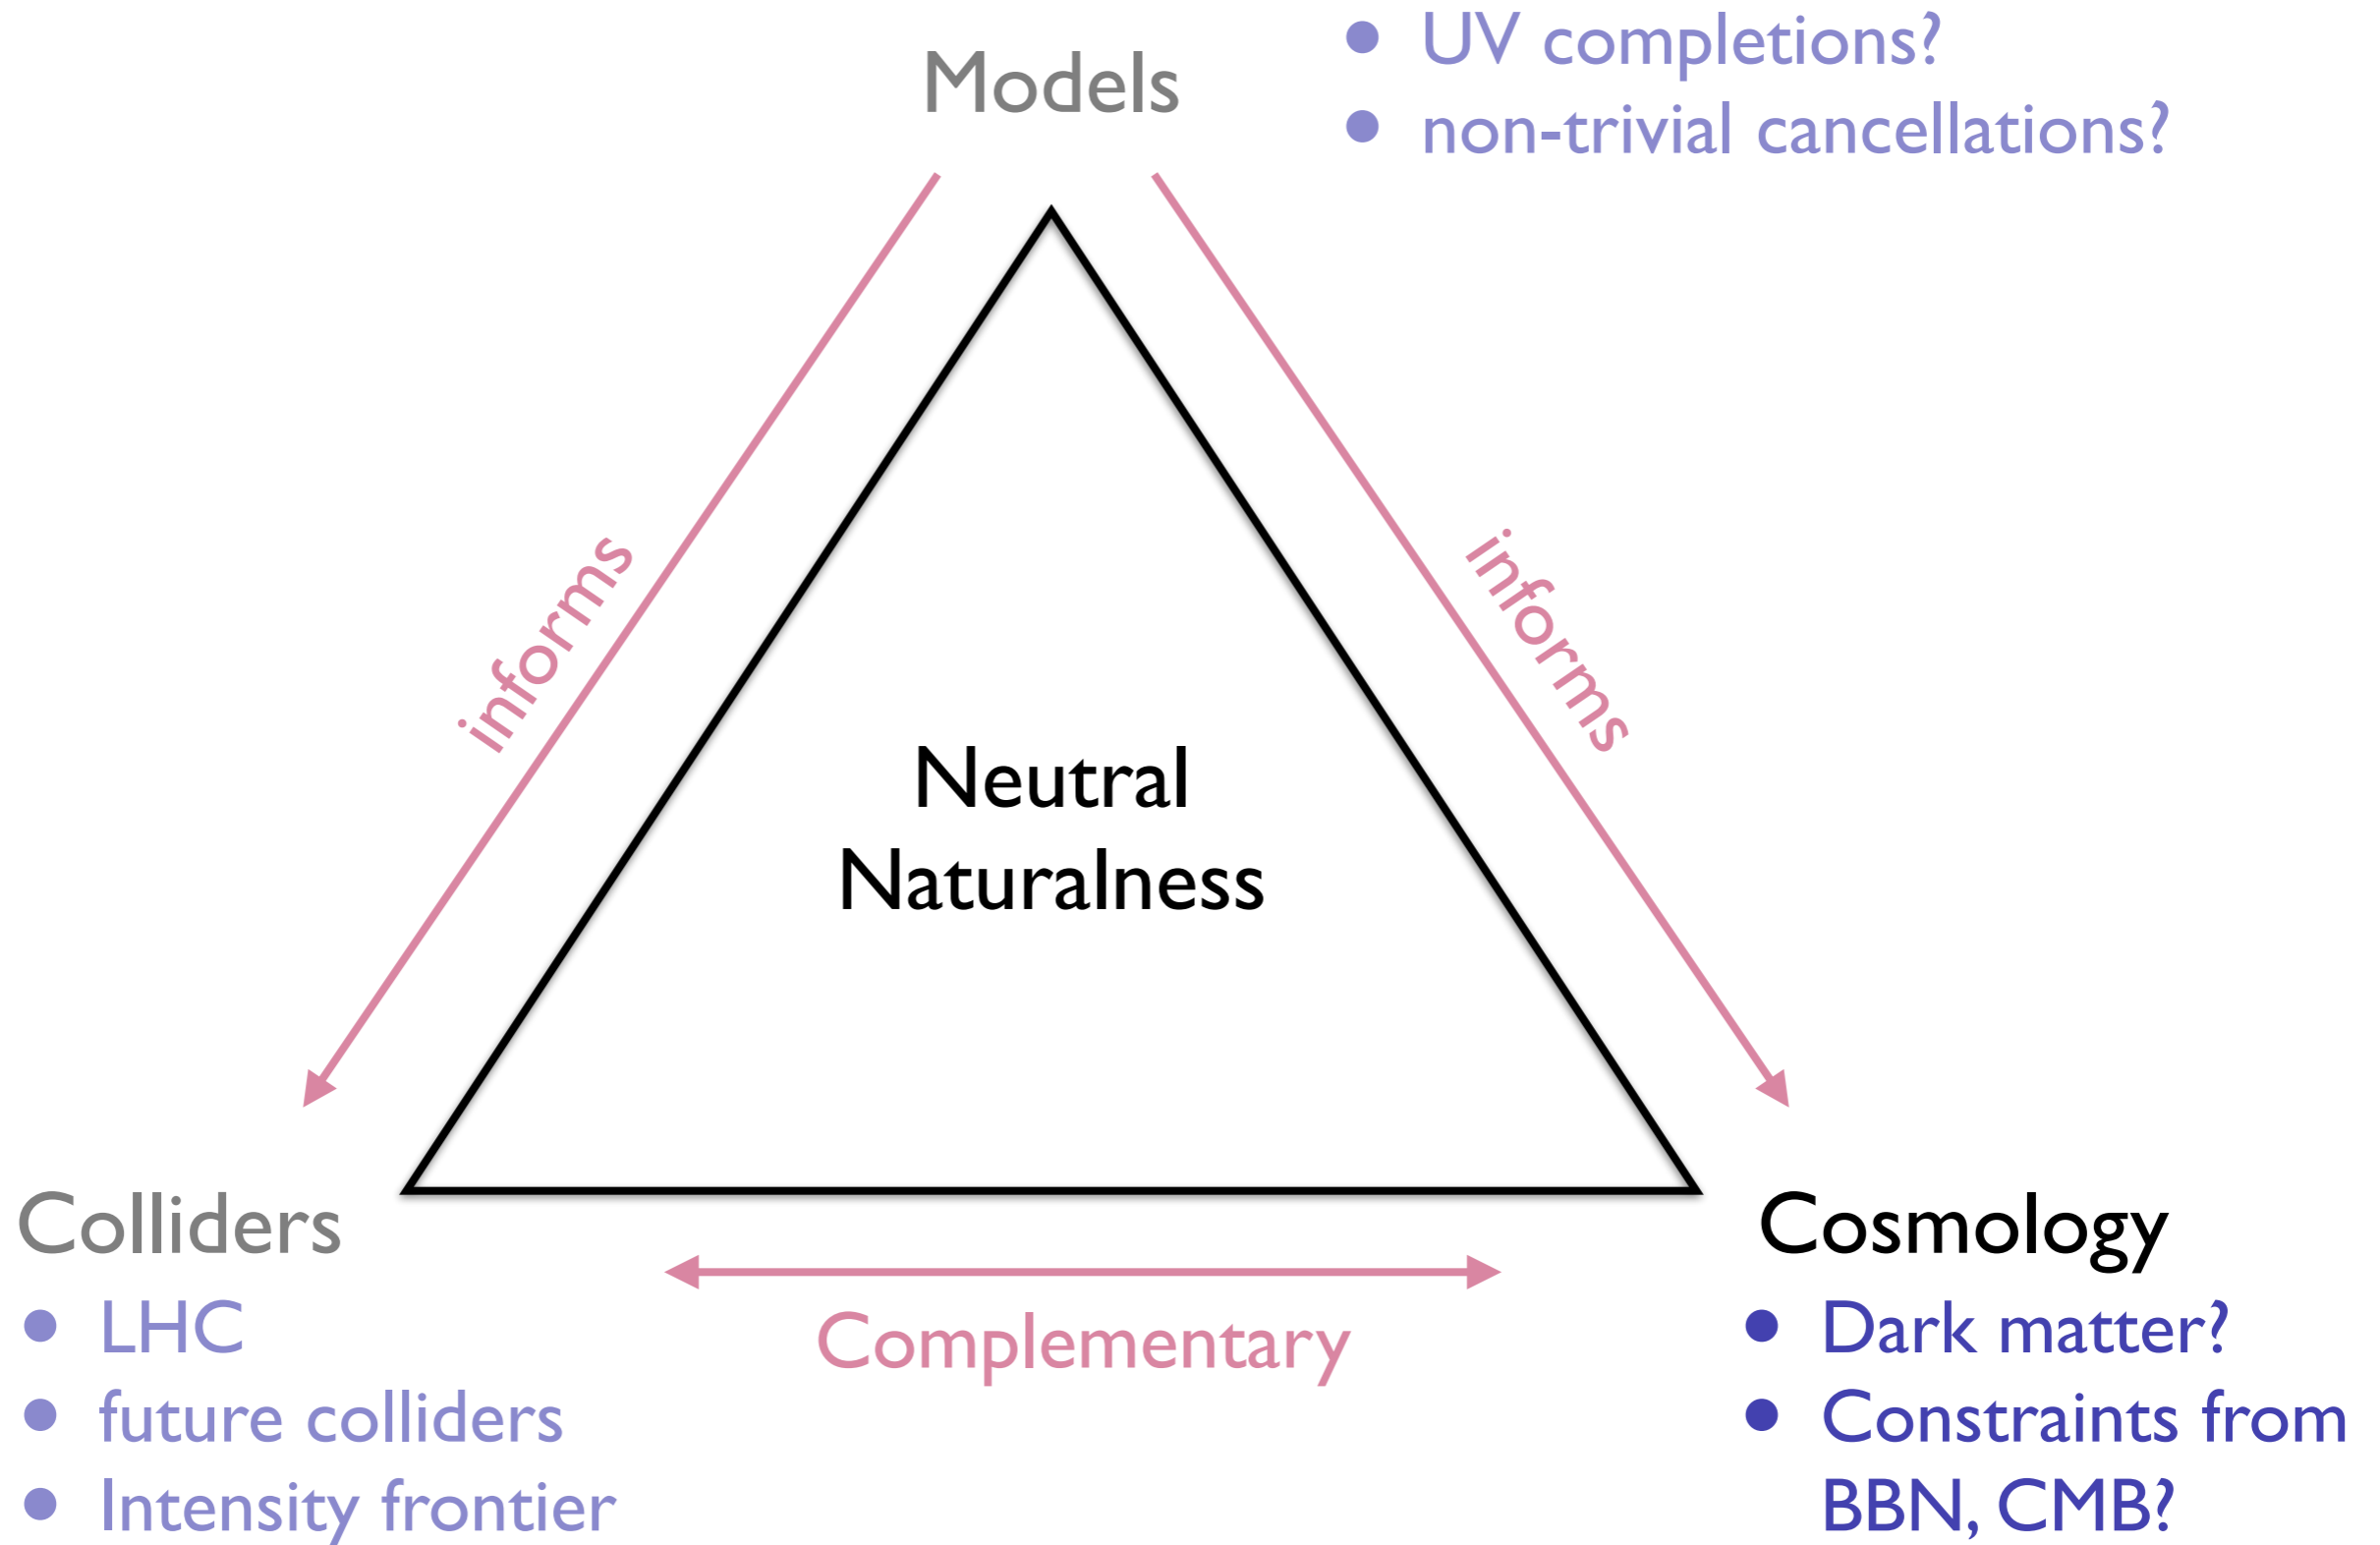 Models
UV completions?
non-trivial cancellations?
informs
informs
Neutral
Naturalness
Colliders
LHC
future colliders
Intensity frontier
Complementary
Cosmology
Dark matter?
Constraints from
BBN, CMB?